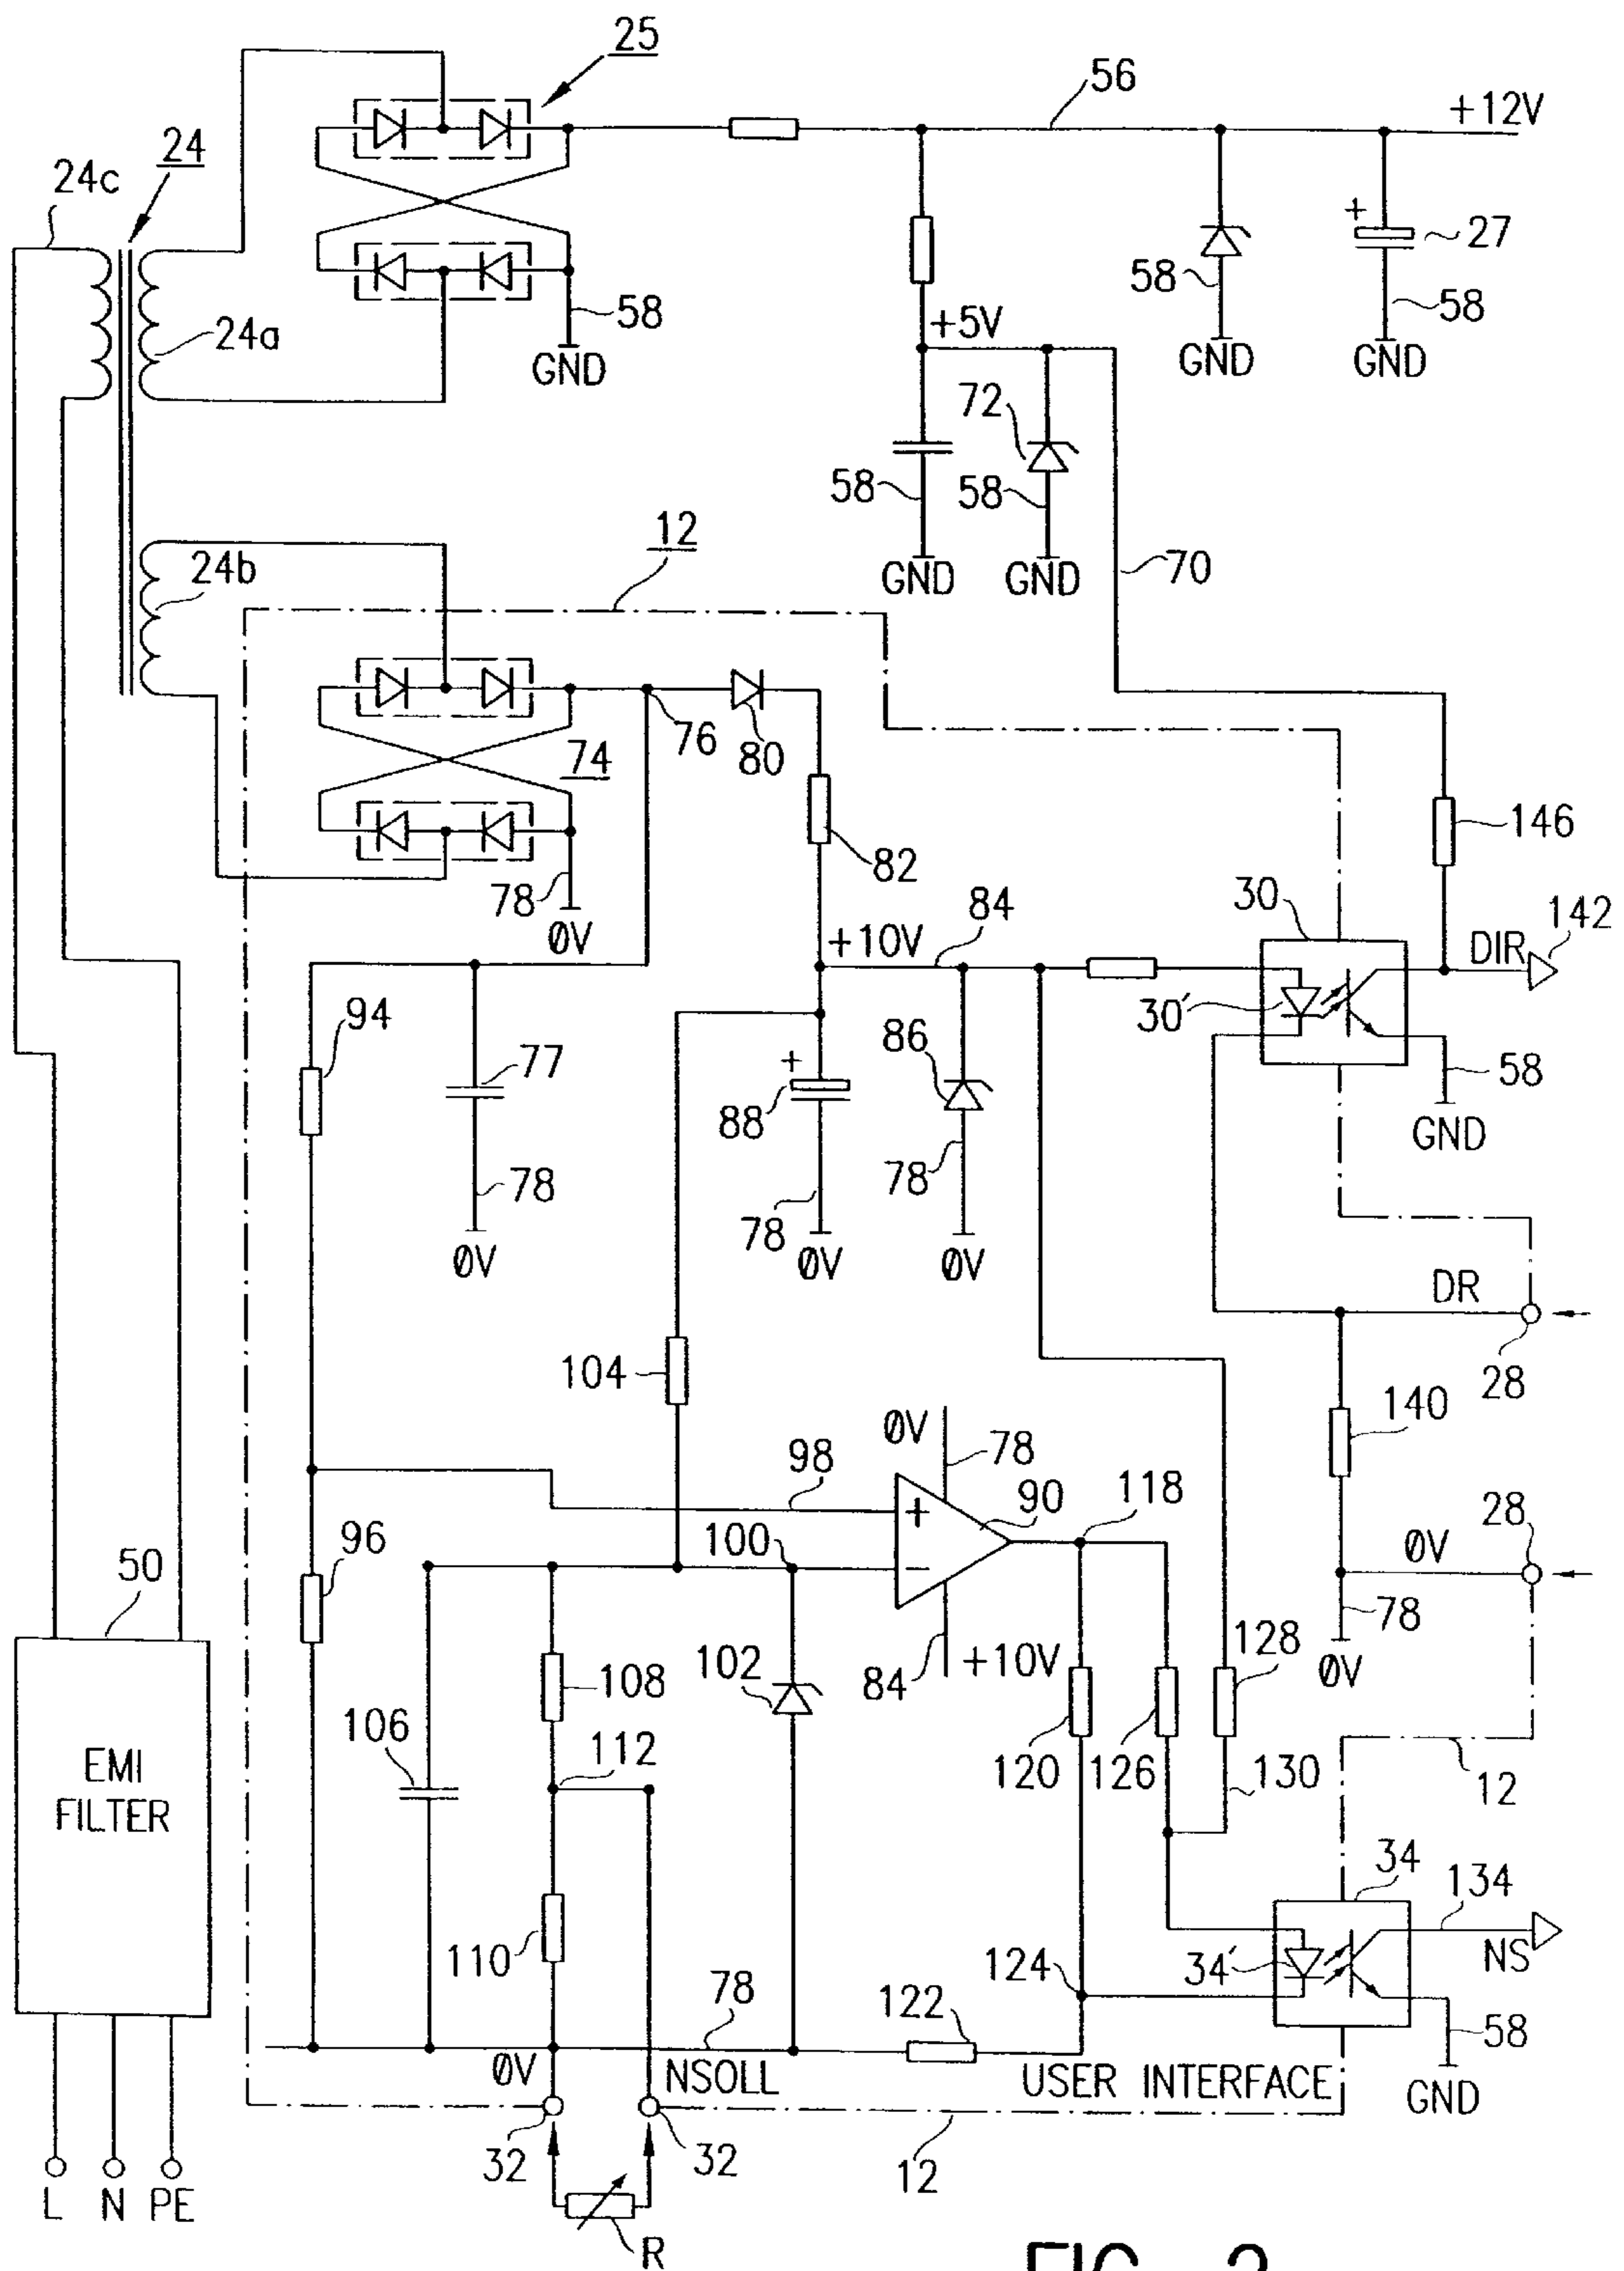 25
56
+12V
24
24c
27
58
58
24a
58
+5V
GND
GND
GND
72
58
58
12
24b
GND
GND
70
76
80
74
146
82
78
0V
30
142
84
+10V
DIR
94
30´
77
86
58
88
78
78
GND
78
0V
0V
0V
DR
28
104
140
0V
78
98
118
90
+
100
−
28
96
50
0V
78
128
102
+10V
84
0V
108
106
112
120
126
130
12
EMI
FILTER
34
134
110
124
34´
NS
78
122
58
0V
NSOLL
USER INTERFACE
GND
32
32
12
L
N
PE
R